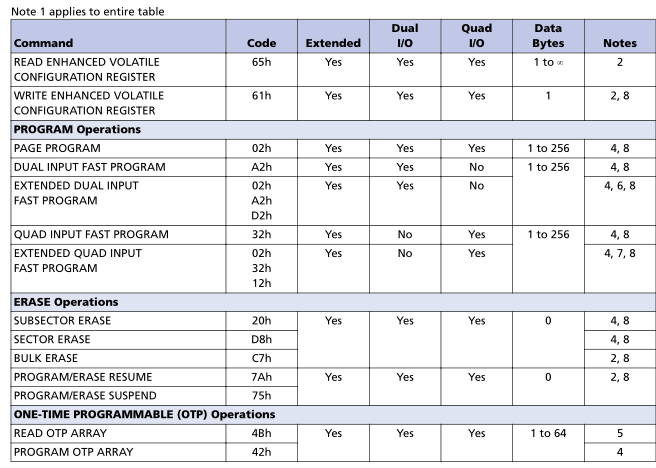 Note 1 applies to entire table
Command Code Extended Dual I/O Quad I/O Data Bytes Notes
READ ENHANCED VOLATILE CONFIGURATION REGISTER 65h Yes Yes Yes 1 to ∞ 2
WRITE ENHANCED VOLATILE CONFIGURATION REGISTER 61h Yes Yes Yes 1 2, 8
PROGRAM Operations
PAGE PROGRAM 02h Yes Yes Yes 1 to 256 4, 8
DUAL INPUT FAST PROGRAM A2h Yes Yes No 1 to 256 4, 8
EXTENDED DUAL INPUT FAST PROGRAM 02h A2h D2h Yes Yes No 4, 6, 8
QUAD INPUT FAST PROGRAM 32h Yes No Yes 1 to 256 4, 8
EXTENDED QUAD INPUT FAST PROGRAM 02h 32h 12h Yes No Yes 4, 7, 8
ERASE Operations
SUBSECTOR ERASE 20h Yes Yes Yes 0 4, 8
SECTOR ERASE D8h 4, 8
BULK ERASE C7h 2, 8
PROGRAM/ERASE RESUME 7Ah Yes Yes Yes 0 2, 8
PROGRAM/ERASE SUSPEND 75h
ONE-TIME PROGRAMMABLE (OTP) Operations
READ OTP ARRAY 4Bh Yes Yes Yes 1 to 64 5
PROGRAM OTP ARRAY 42h 4